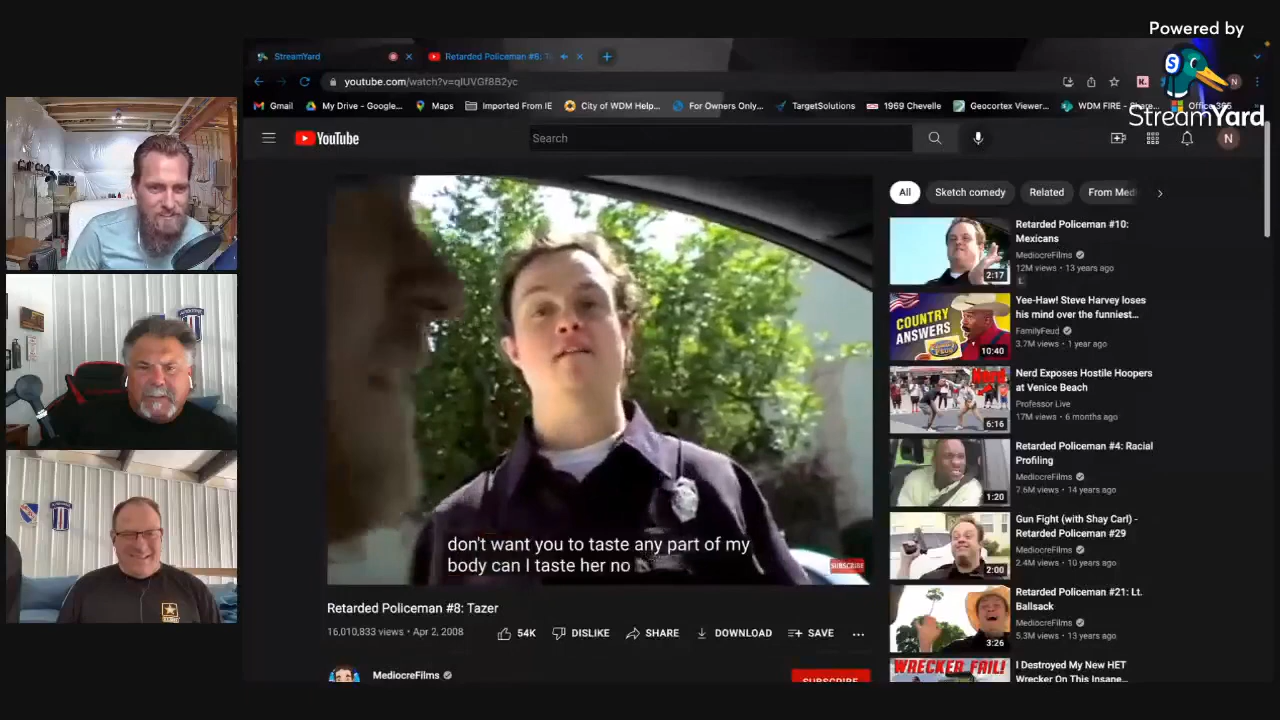 Powered by
StreamYard
StreamYard
Retarded Policeman #8: T
youtube.com/watch?v=qIUVGf8B2yc
Gmail
My Drive - Google...
Maps
Imported From IE
City of WDM Help...
For Owners Only...
TargetSolutions
1969 Chevelle
Geocortex Viewer...
WDM FIRE - Share...
Office 365
YouTube
Search
N
All
Sketch comedy
Related
From Med
Retarded Policeman #10:
Mexicans
MediocreFilms
12M views • 13 years ago
2:17
COUNTRY
ANSWERS
10:40
Yee-Haw! Steve Harvey loses
his mind over the funniest...
FamilyFeud
3.7M views • 1 year ago
6:16
Nerd Exposes Hostile Hoopers
at Venice Beach
Professor Live
17M views • 6 months ago
1:20
Retarded Policeman #4: Racial
Profiling
MediocreFilms
7.6M views • 14 years ago
2:00
Gun Fight (with Shay Carl) -
Retarded Policeman #29
MediocreFilms
2.4M views • 10 years ago
3:26
Retarded Policeman #21: Lt.
Ballsack
MediocreFilms
5.3M views • 13 years ago
WRECKER FAIL!
I Destroyed My New HET
Wrecker On This Insane...
don't want you to taste any part of my
body can I taste her no
SUBSCRIBE
Retarded Policeman #8: Tazer
16,010,833 views • Apr 2, 2008
54K
DISLIKE
SHARE
DOWNLOAD
SAVE
MediocreFilms
SUBSCRIBE